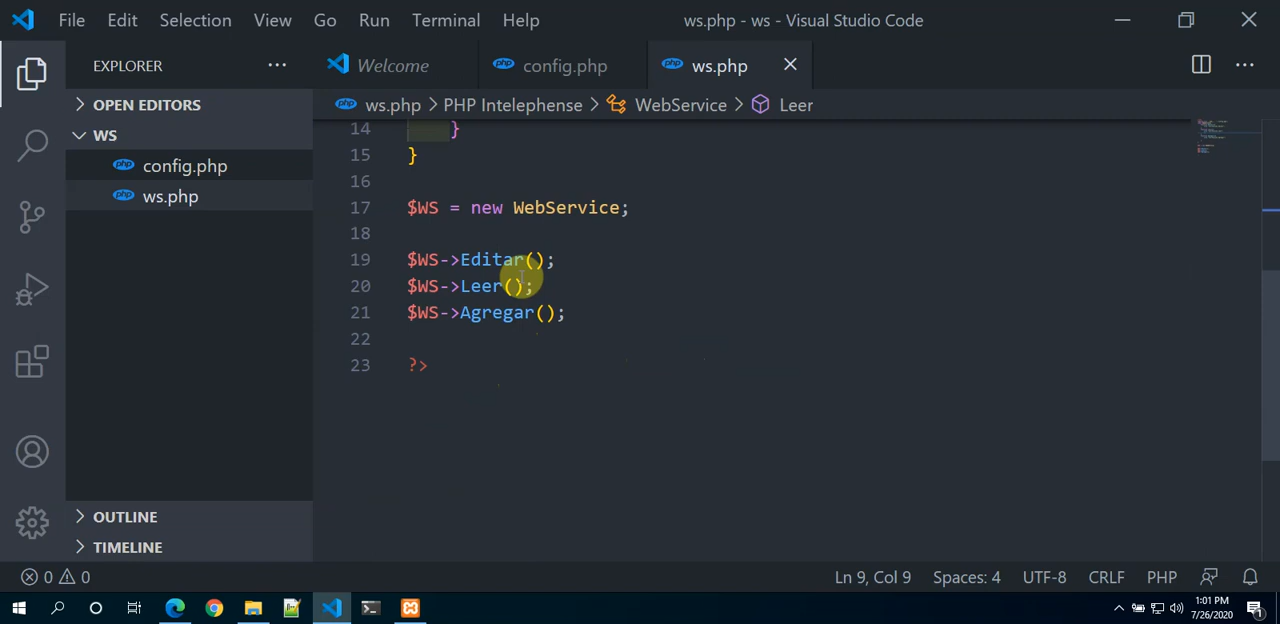 File Edit Selection View Go Run Terminal Help ws.php - ws - Visual Studio Code
EXPLORER
Welcome config.php ws.php
OPEN EDITORS
ws.php PHP Intelephense WebService Leer
WS
config.php
ws.php
14 }
15 }
16
17 $WS = new WebService;
18
19 $WS->Editar();
20 $WS->Leer();
21 $WS->Agregar();
22
23 ?>
OUTLINE
TIMELINE
0 0 Ln 9, Col 9 Spaces: 4 UTF-8 CRLF PHP
1:01 PM
7/26/2020
1